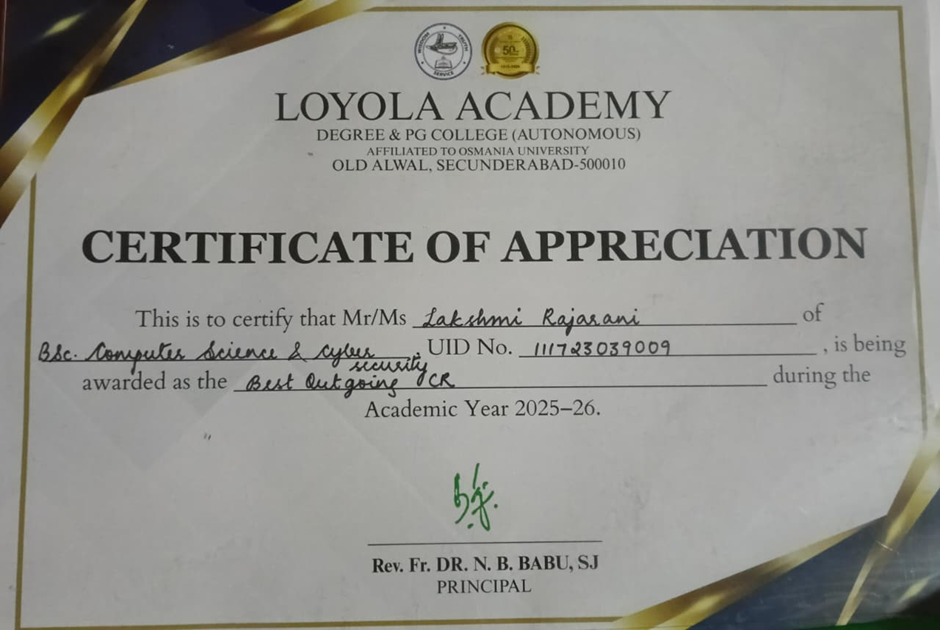 SERVICE
50
LOYOLA ACADEMY
DEGREE & PG COLLEGE (AUTONOMOUS)
AFFILIATED TO OSMANIA UNIVERSITY
OLD ALWAL, SECUNDERABAD-500010
CERTIFICATE OF APPRECIATION
This is to certify that Mr/Ms Lakshmi Rajarani of
BSc. Computer Science & Cyber security, UID No. 111723039009, is being
awarded as the Best Outgoing CR during the
Academic Year 2025–26.
Rev. Fr. DR. N. B. BABU, SJ
PRINCIPAL